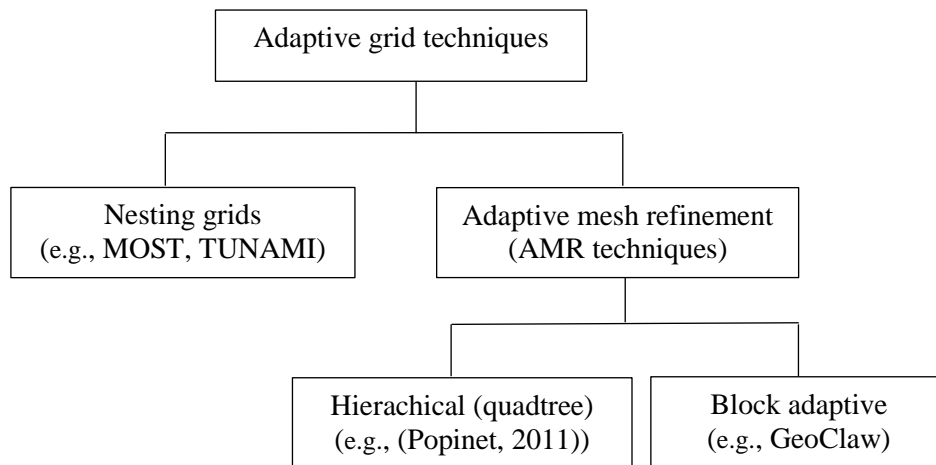 Adaptive grid techniques
Nesting grids
(e.g., MOST, TUNAMI)
Adaptive mesh refinement
(AMR techniques)
Hierachical (quadtree)
(e.g., (Popinet, 2011))
Block adaptive
(e.g., GeoClaw)